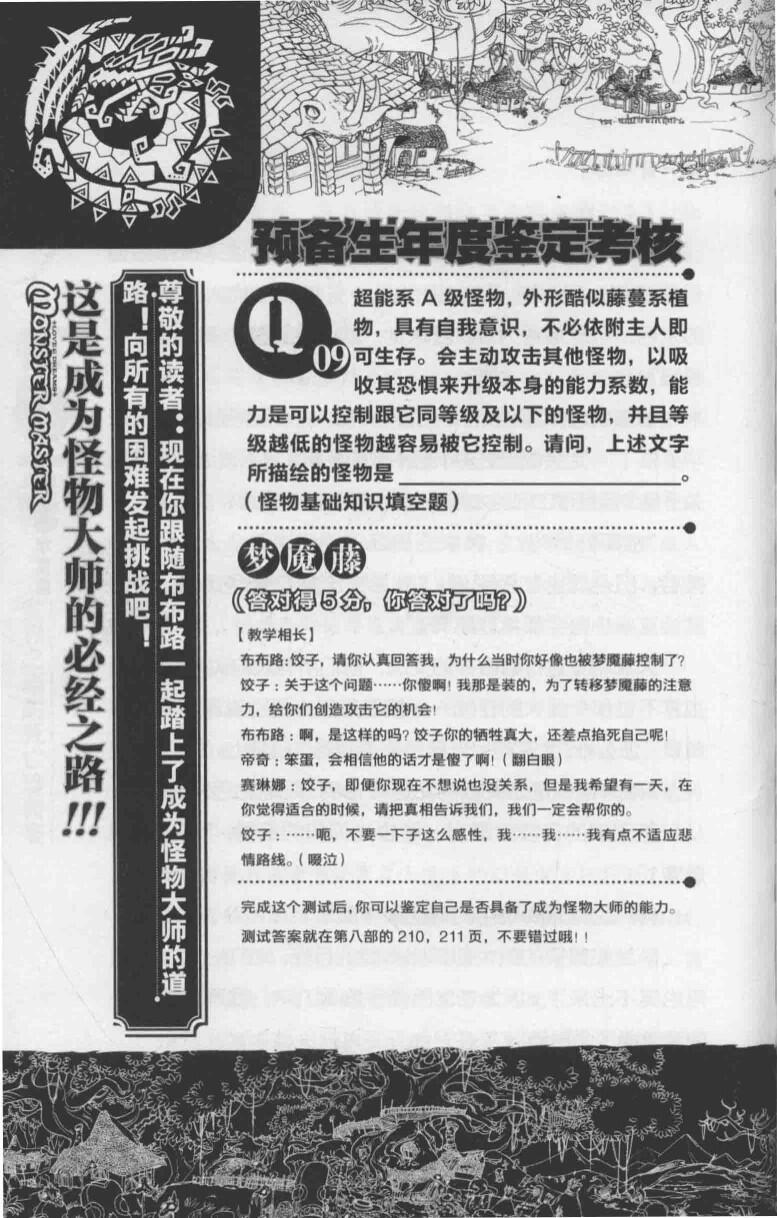 预备生年度鉴定考核
Q
09
超能系 A 级怪物，外形酷似藤蔓系植
物，具有自我意识，不必依附主人即
可生存。会主动攻击其他怪物，以吸
收其恐惧来升级本身的能力系数，能
力是可以控制跟它同等级及以下的怪物，并且等
级越低的怪物越容易被它控制。请问，上述文字
所描绘的怪物是 ________________ 。
（怪物基础知识填空题）
梦魇藤
（答对得 5 分，你答对了吗？）
【教学相长】
布布路：饺子，请你认真回答我，为什么当时你好像也被梦魇藤控制了？
饺子：关于这个问题……你傻啊！我那是装的，为了转移梦魇藤的注意
力，给你们创造攻击它的机会！
布布路：啊，是这样的吗？饺子你的牺牲真大，还差点掐死自己呢！
帝奇：笨蛋，会相信他的话才是傻了啊！（翻白眼）
赛琳娜：饺子，即便你现在不想说也没关系，但是我希望有一天，在
你觉得适合的时候，请把真相告诉我们，我们一定会帮你的。
饺子：……呃，不要一下子这么感性，我……我……我有点不适应悲
情路线。（啜泣）
完成这个测试后，你可以鉴定自己是否具备了成为怪物大师的能力。
测试答案就在第八部的 210，211 页，不要错过哦！！
尊敬的读者：现在你跟随布布路一起踏上了成为怪物大师的道
路！向所有的困难发起挑战吧！
这是成为怪物大师的必经之路!!!
MONSTER MASTER